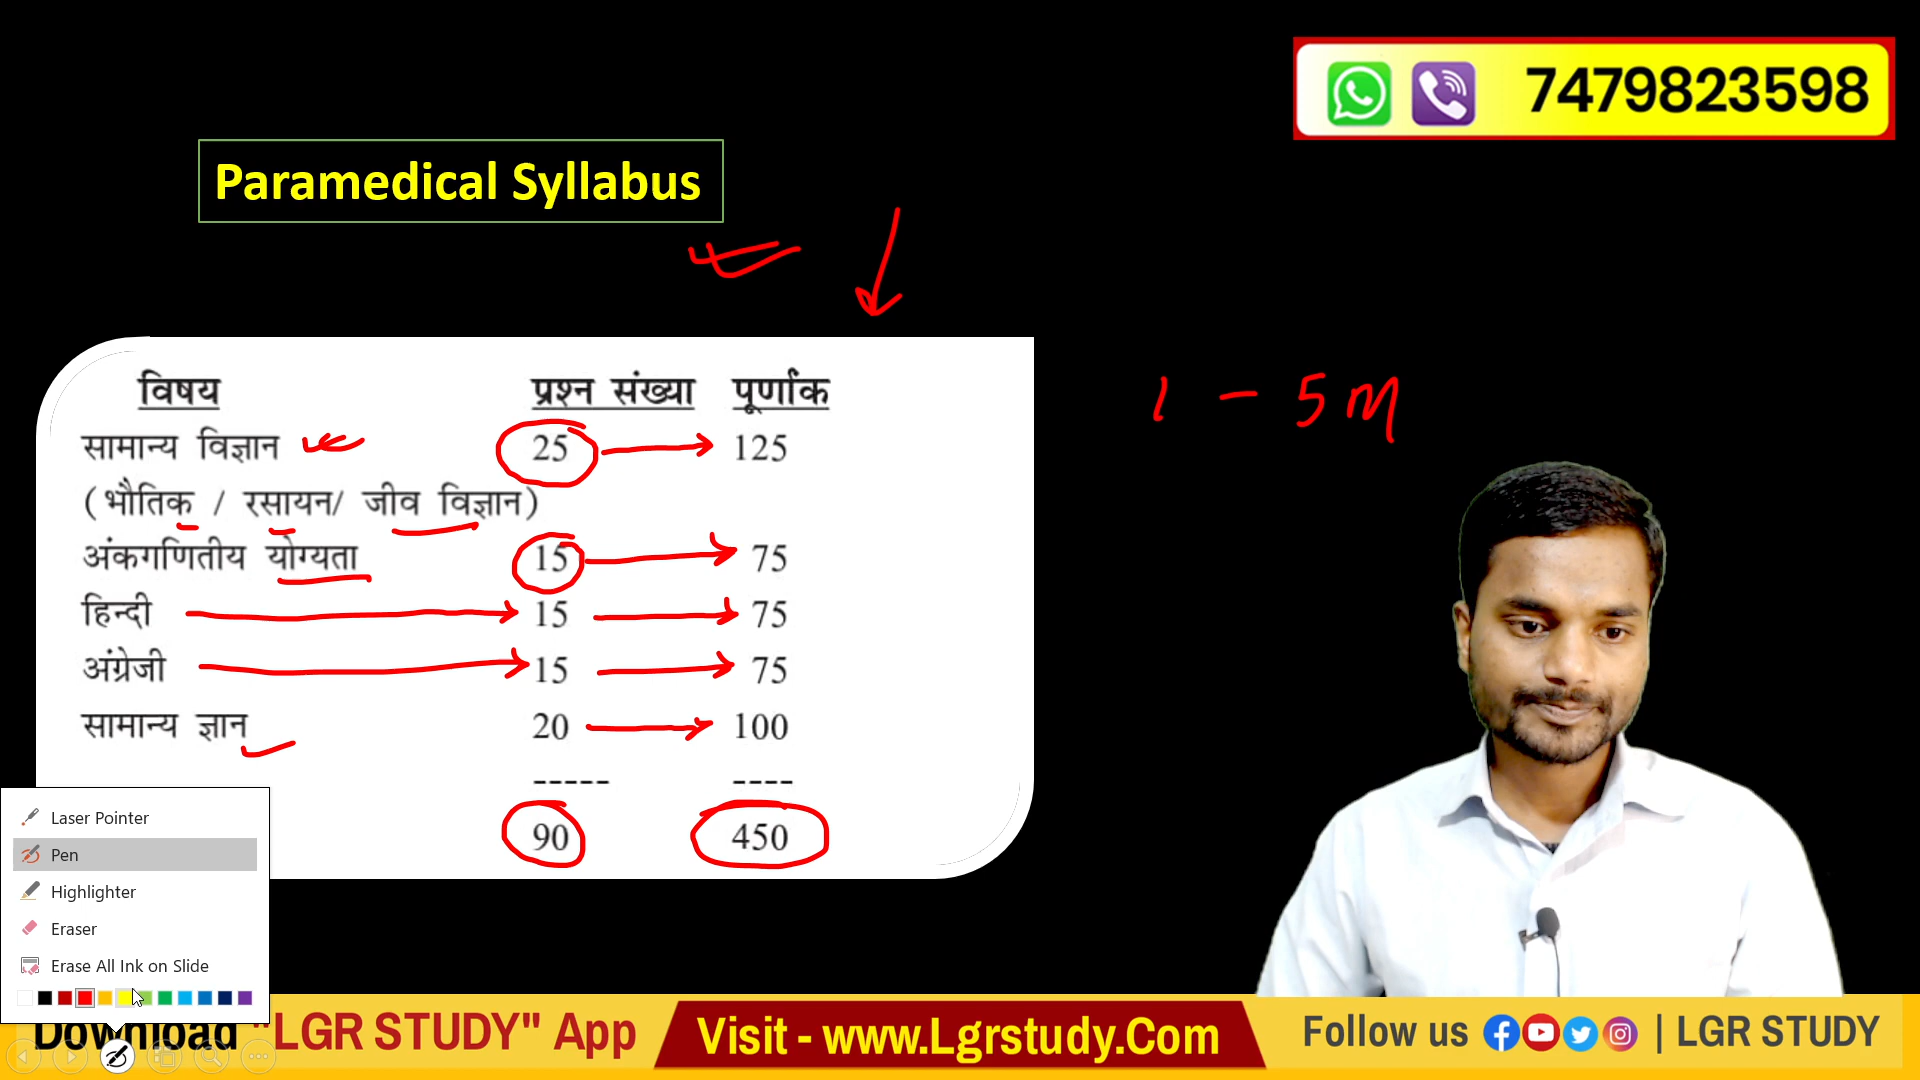 7479823598
Paramedical Syllabus
विषय प्रश्न संख्या पूर्णांक
सामान्य विज्ञान 25 125
(भौतिक / रसायन/ जीव विज्ञान)
अंकगणितीय योग्यता 15 75
हिन्दी 15 75
अंग्रेजी 15 75
सामान्य ज्ञान 20 100
----- ----
90 450
1 - 5 M
Laser Pointer
Pen
Highlighter
Eraser
Erase All Ink on Slide
Download "LGR STUDY" App
Visit - www.Lgrstudy.Com
Follow us | LGR STUDY